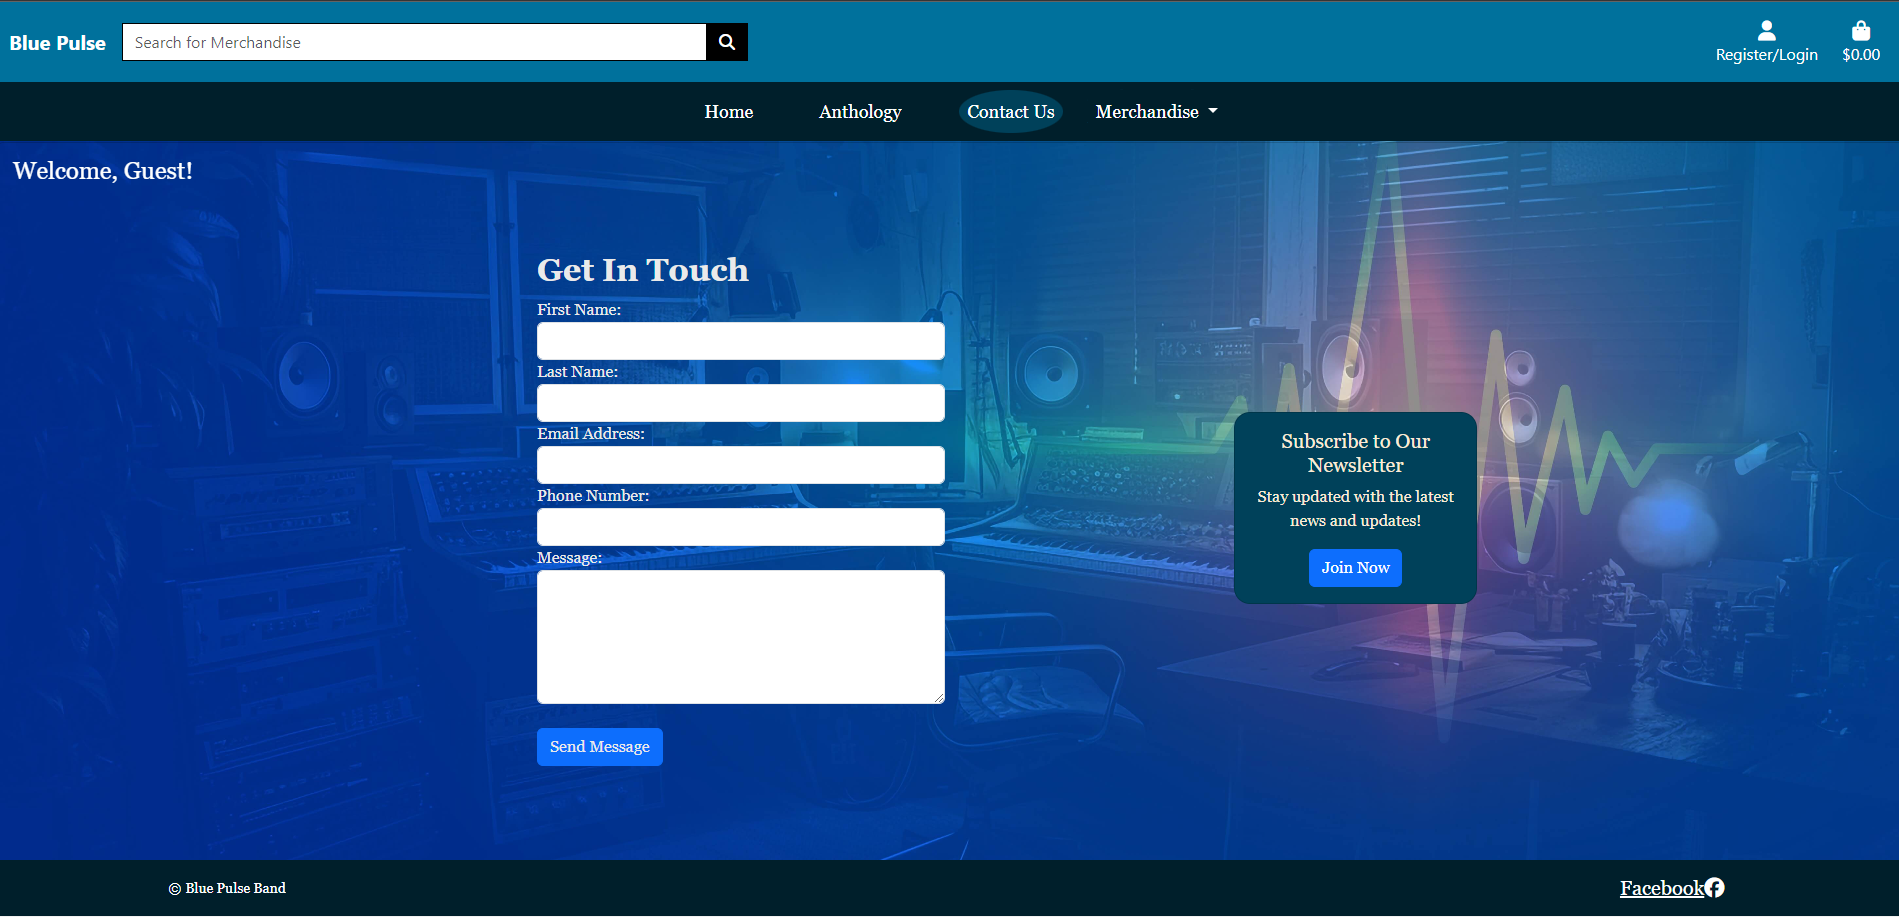 Blue Pulse
Search for Merchandise
Register/Login
$0.00
Home
Anthology
Contact Us
Merchandise
Welcome, Guest!
Get In Touch
First Name:
Last Name:
Email Address:
Phone Number:
Message:
Send Message
Subscribe to Our
Newsletter
Stay updated with the latest
news and updates!
Join Now
© Blue Pulse Band
Facebook